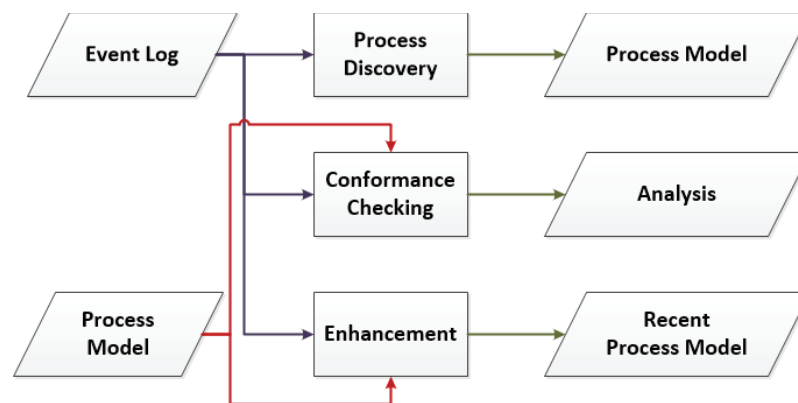 Event Log
Process
Discovery
Process Model
Conformance
Checking
Analysis
Process
Model
Enhancement
Recent
Process Model